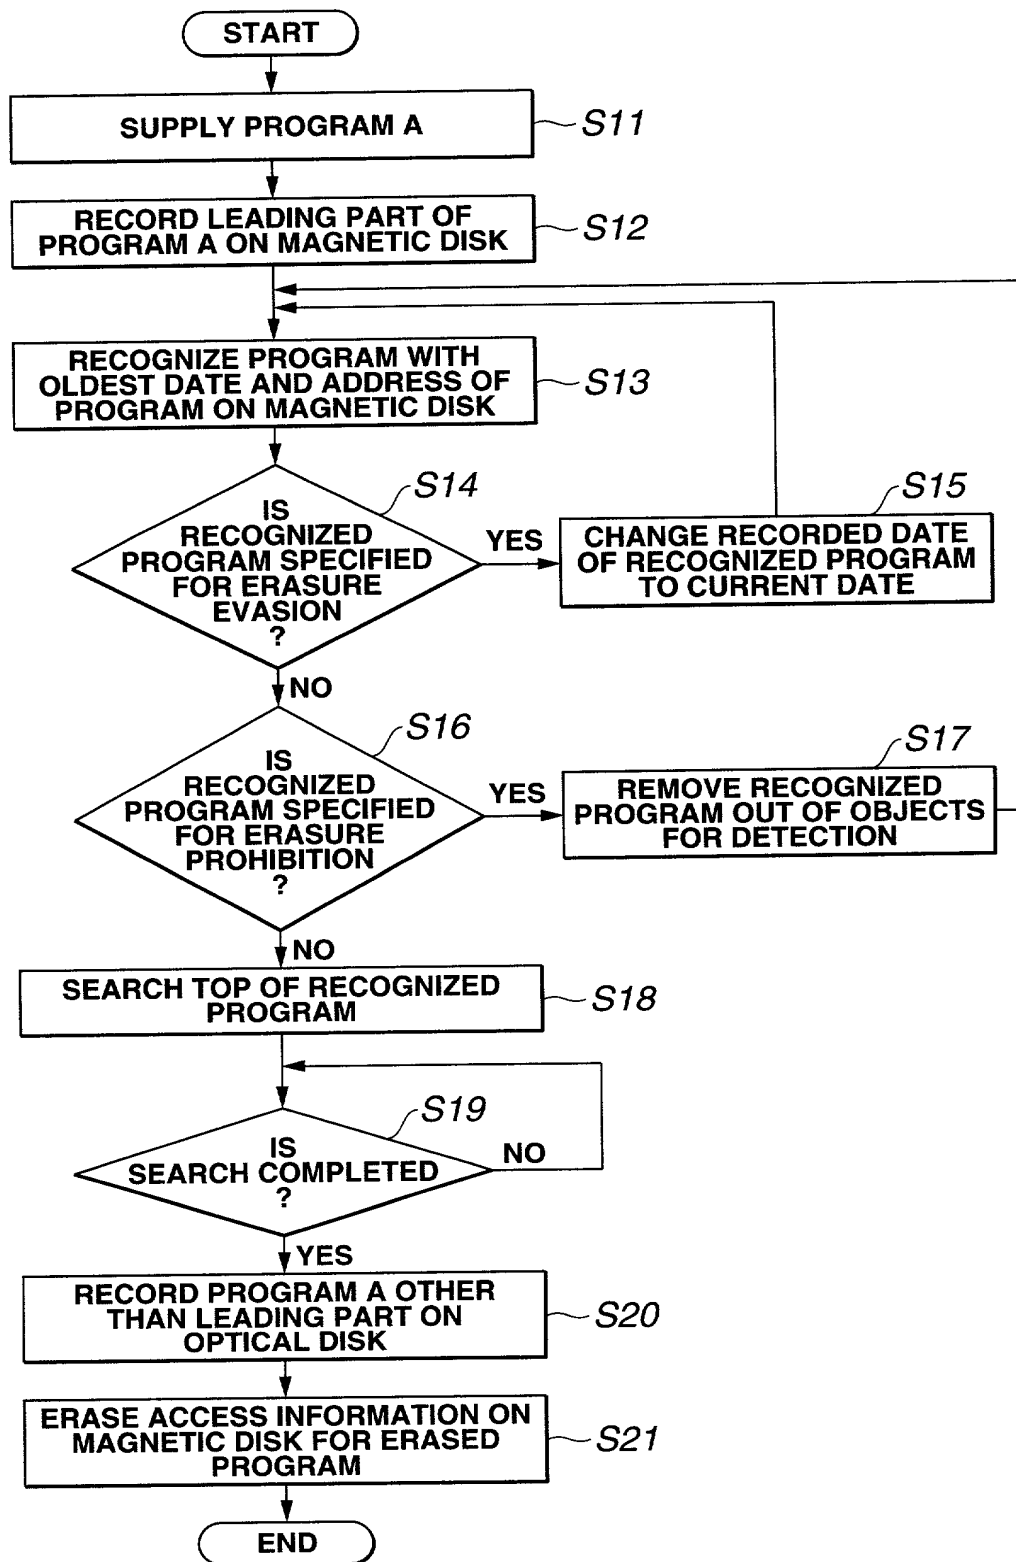 START
SUPPLY PROGRAM A
S11
RECORD LEADING PART OF
PROGRAM A ON MAGNETIC DISK
S12
RECOGNIZE PROGRAM WITH
OLDEST DATE AND ADDRESS OF
PROGRAM ON MAGNETIC DISK
S13
S14
IS
RECOGNIZED
PROGRAM SPECIFIED
FOR ERASURE
EVASION
?
YES
S15
CHANGE RECORDED DATE
OF RECOGNIZED PROGRAM
TO CURRENT DATE
NO
S16
IS
RECOGNIZED
PROGRAM SPECIFIED
FOR ERASURE
PROHIBITION
?
YES
S17
REMOVE RECOGNIZED
PROGRAM OUT OF OBJECTS
FOR DETECTION
NO
SEARCH TOP OF RECOGNIZED
PROGRAM
S18
S19
IS
SEARCH COMPLETED
?
NO
YES
RECORD PROGRAM A OTHER
THAN LEADING PART ON
OPTICAL DISK
S20
ERASE ACCESS INFORMATION ON
MAGNETIC DISK FOR ERASED
PROGRAM
S21
END